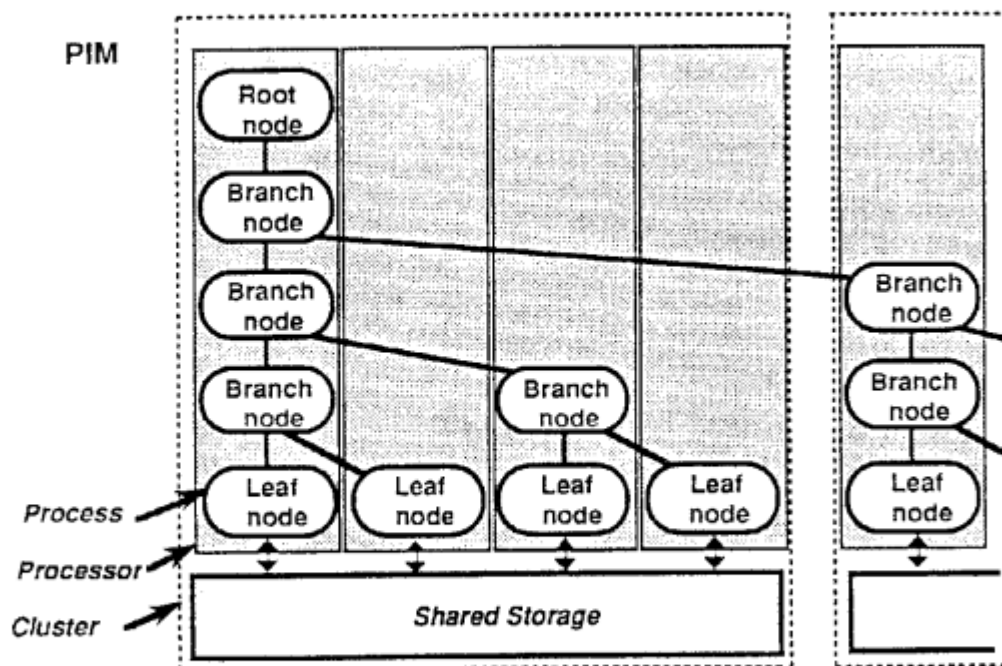 PIM
Root
node
Branch
node
Branch
node
Branch
node
Branch
node
Branch
node
Branch
node
Leaf
node
Leaf
node
Leaf
node
Leaf
node
Leaf
node
Process
Processor
Cluster
Shared Storage